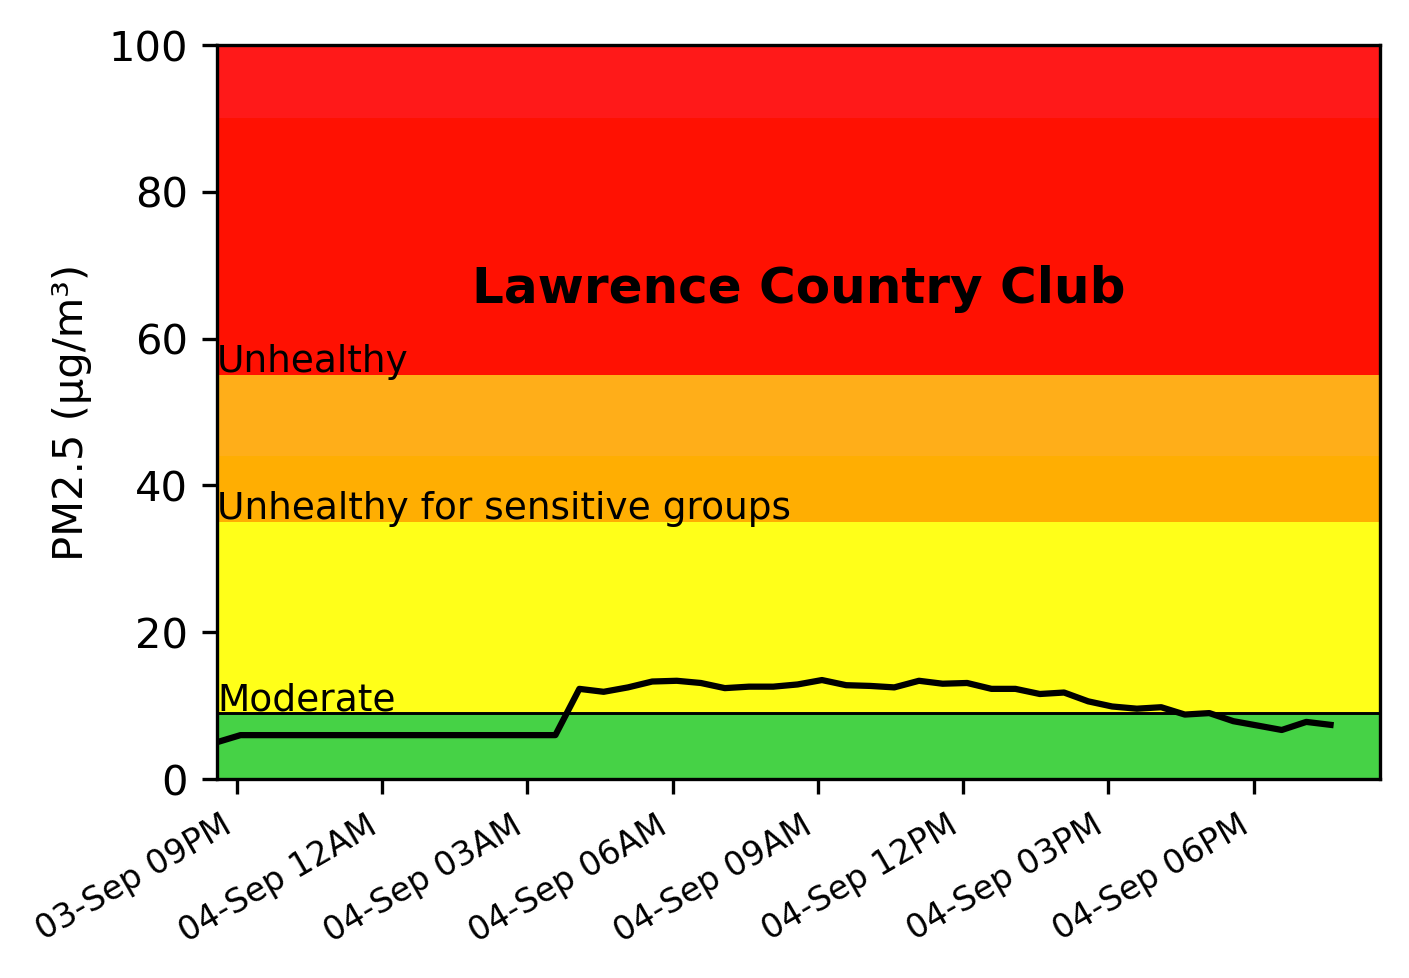 100
80
60
40
20
0
PM2.5 (µg/m³)
Lawrence Country Club
Unhealthy
Unhealthy for sensitive groups
Moderate
03-Sep 09PM
04-Sep 12AM
04-Sep 03AM
04-Sep 06AM
04-Sep 09AM
04-Sep 12PM
04-Sep 03PM
04-Sep 06PM